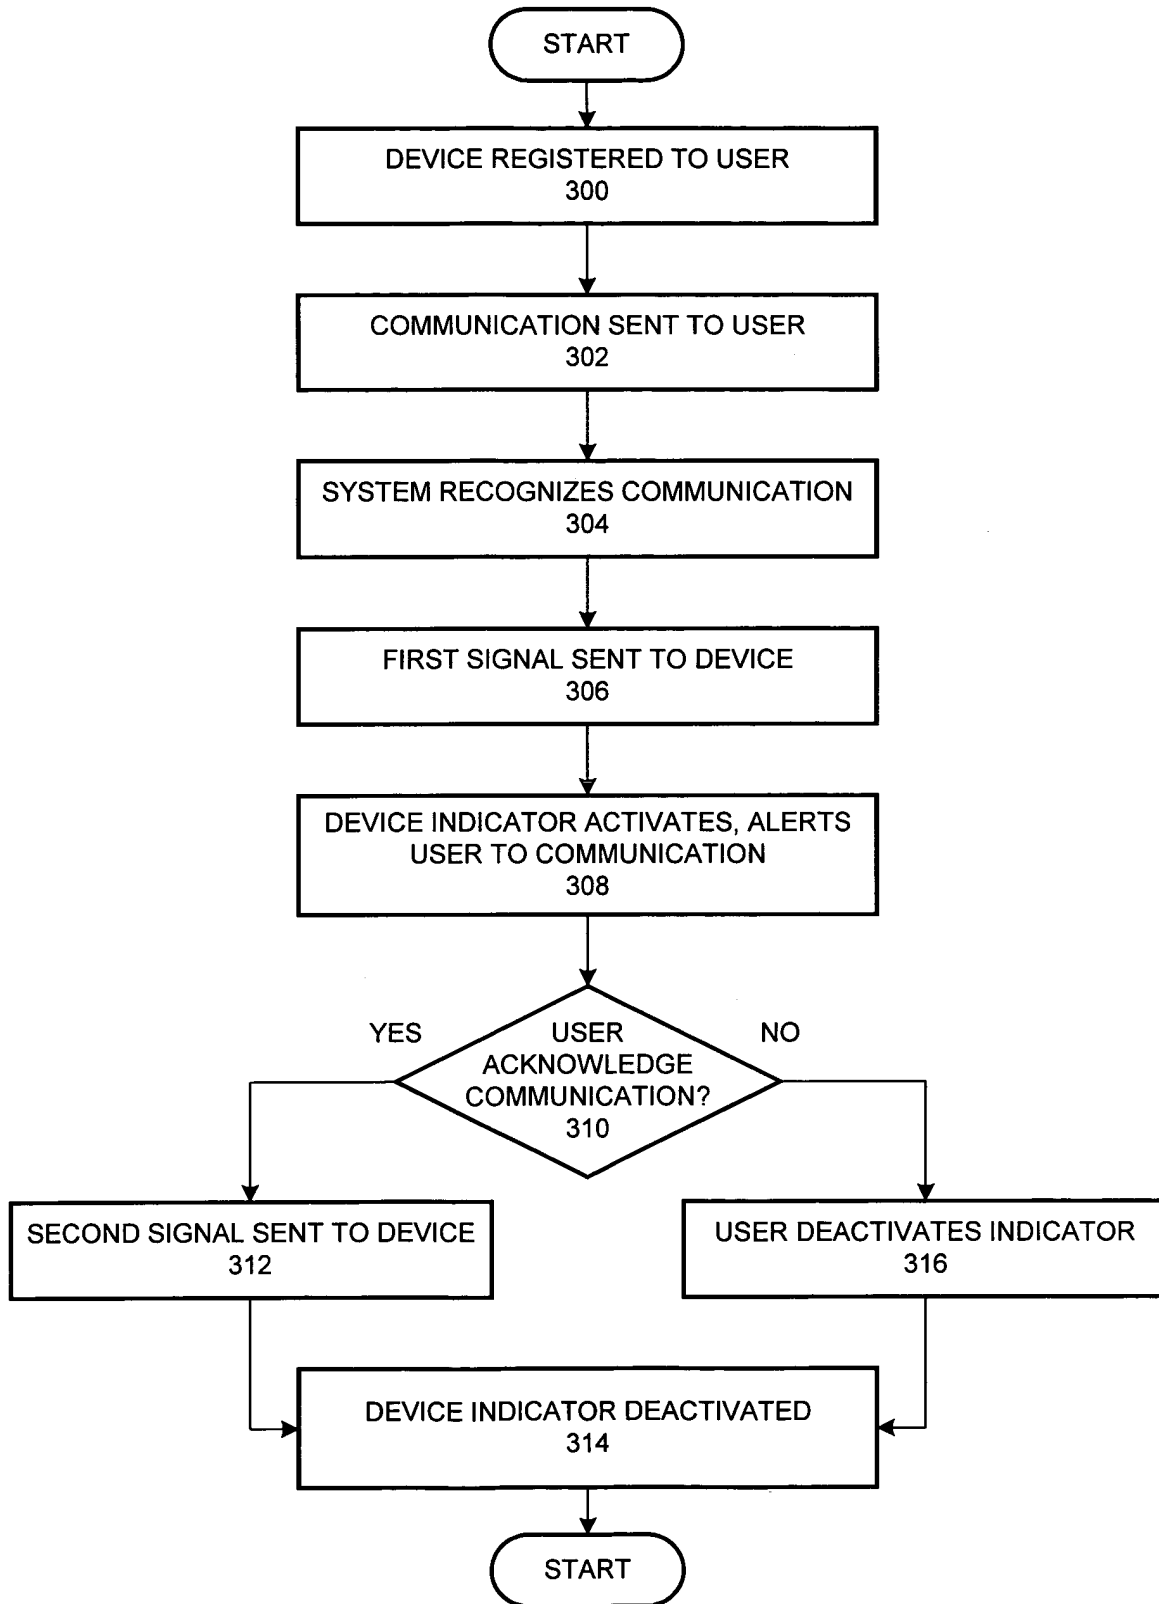 START
DEVICE REGISTERED TO USER
300
COMMUNICATION SENT TO USER
302
SYSTEM RECOGNIZES COMMUNICATION
304
FIRST SIGNAL SENT TO DEVICE
306
DEVICE INDICATOR ACTIVATES, ALERTS
USER TO COMMUNICATION
308
YES
USER
ACKNOWLEDGE
COMMUNICATION?
310
NO
SECOND SIGNAL SENT TO DEVICE
312
USER DEACTIVATES INDICATOR
316
DEVICE INDICATOR DEACTIVATED
314
START